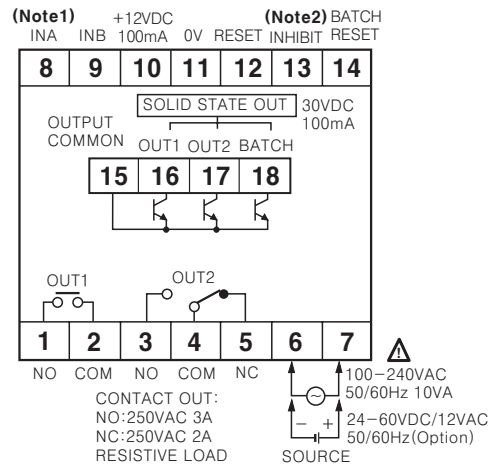 (Note1) +12VDC (Note2) BATCH
INA INB 100mA 0V RESET INHIBIT RESET
8 9 10 11 12 13 14
SOLID STATE OUT 30VDC
100mA
OUTPUT
COMMON
OUT1 OUT2 BATCH
15 16 17 18
OUT1 OUT2
1 2 3 4 5 6 7
NO COM NO COM NC
100-240VAC
50/60Hz 10VA
CONTACT OUT:
NO:250VAC 3A
NC:250VAC 2A
RESISTIVE LOAD
~
- +
24-60VDC/12VAC
50/60Hz(Option)
SOURCE